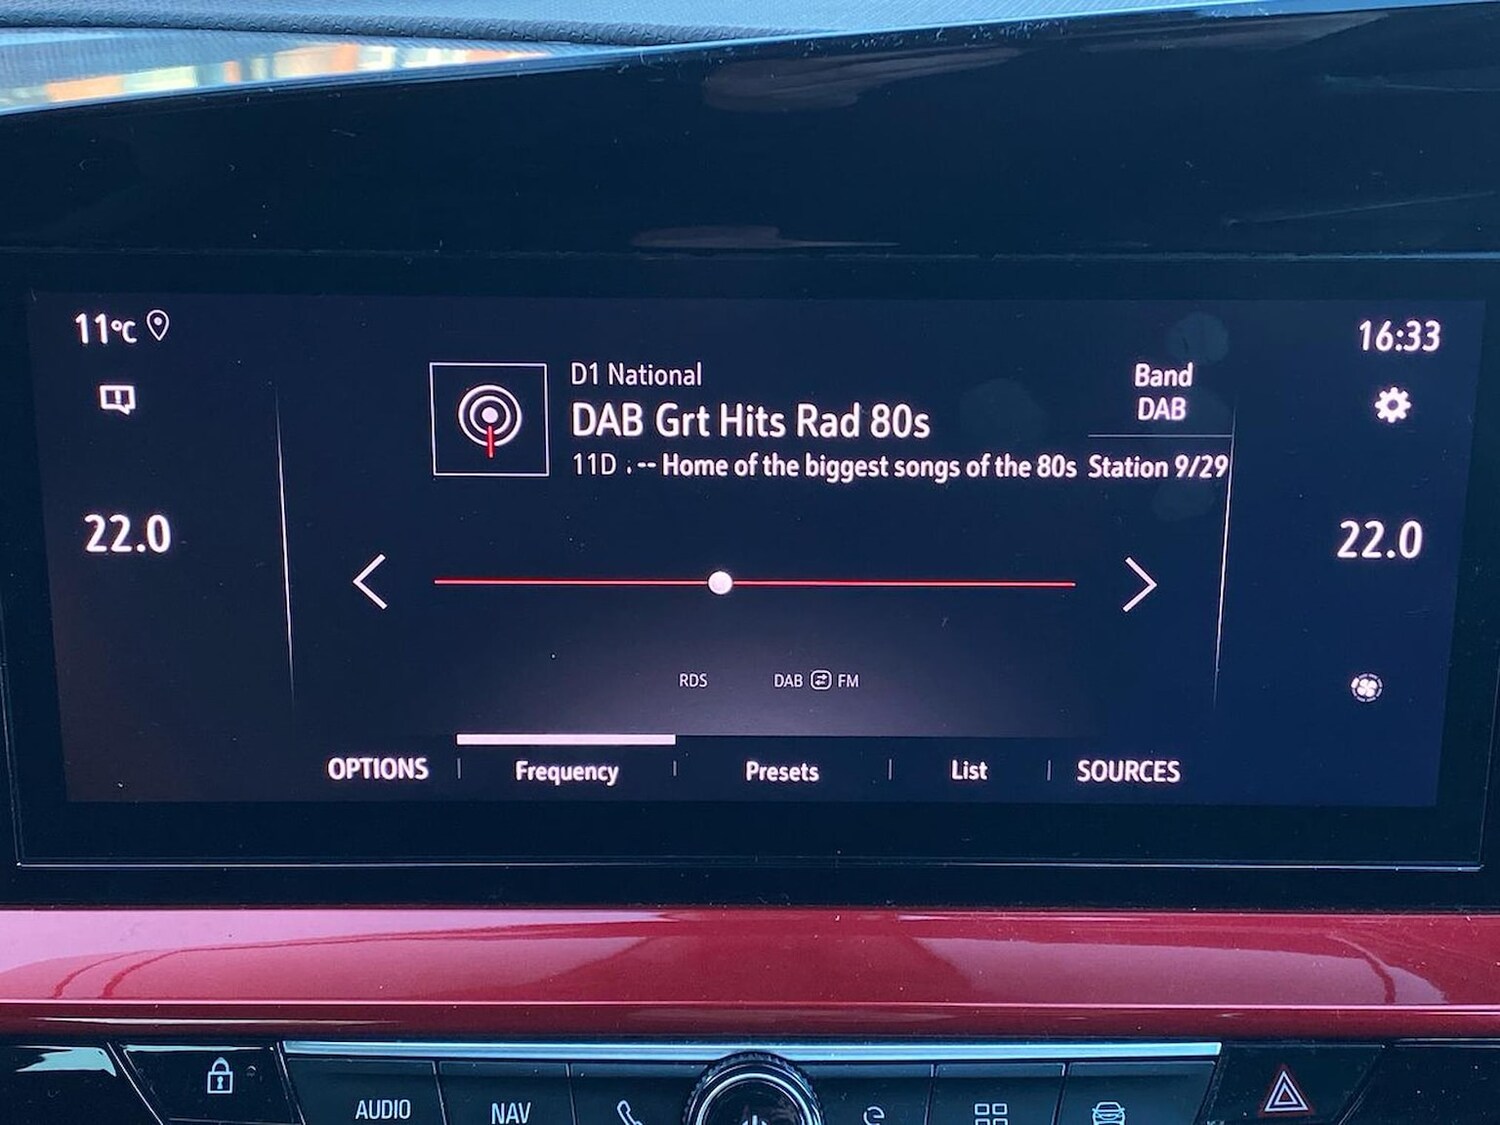 11°C
16:33
D1 National
Band
DAB
DAB Grt Hits Rad 80s
11D : -- Home of the biggest songs of the 80s
Station 9/29
22.0
22.0
RDS
DAB FM
OPTIONS
Frequency
Presets
List
SOURCES
AUDIO
NAV